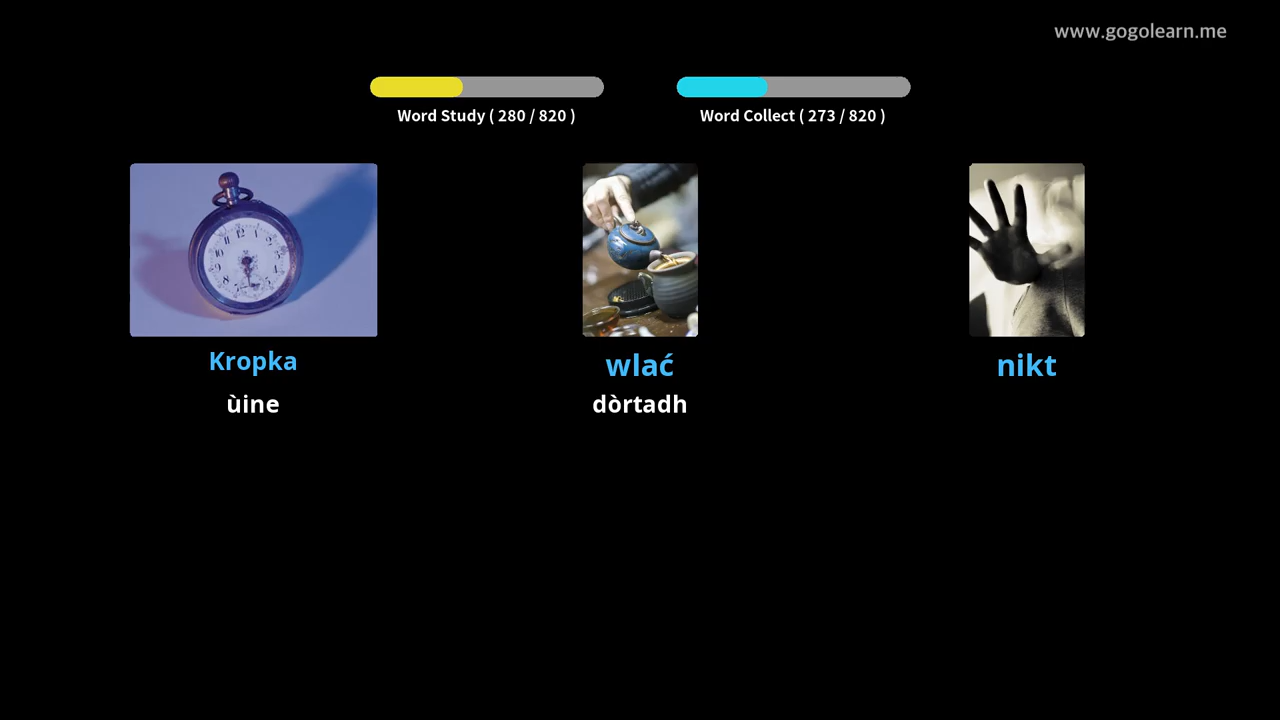 www.gogolearn.me
Word Study ( 280 / 820 )
Word Collect ( 273 / 820 )
Kropka
ùine
wlać
dòrtadh
nikt